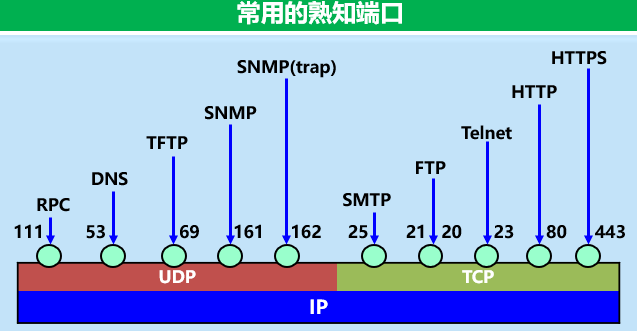 常用的熟知端口
HTTPS
SNMP(trap)
HTTP
SNMP
Telnet
TFTP
FTP
DNS
SMTP
RPC
111 53 69 161 162 25 21 20 23 80 443
UDP TCP
IP